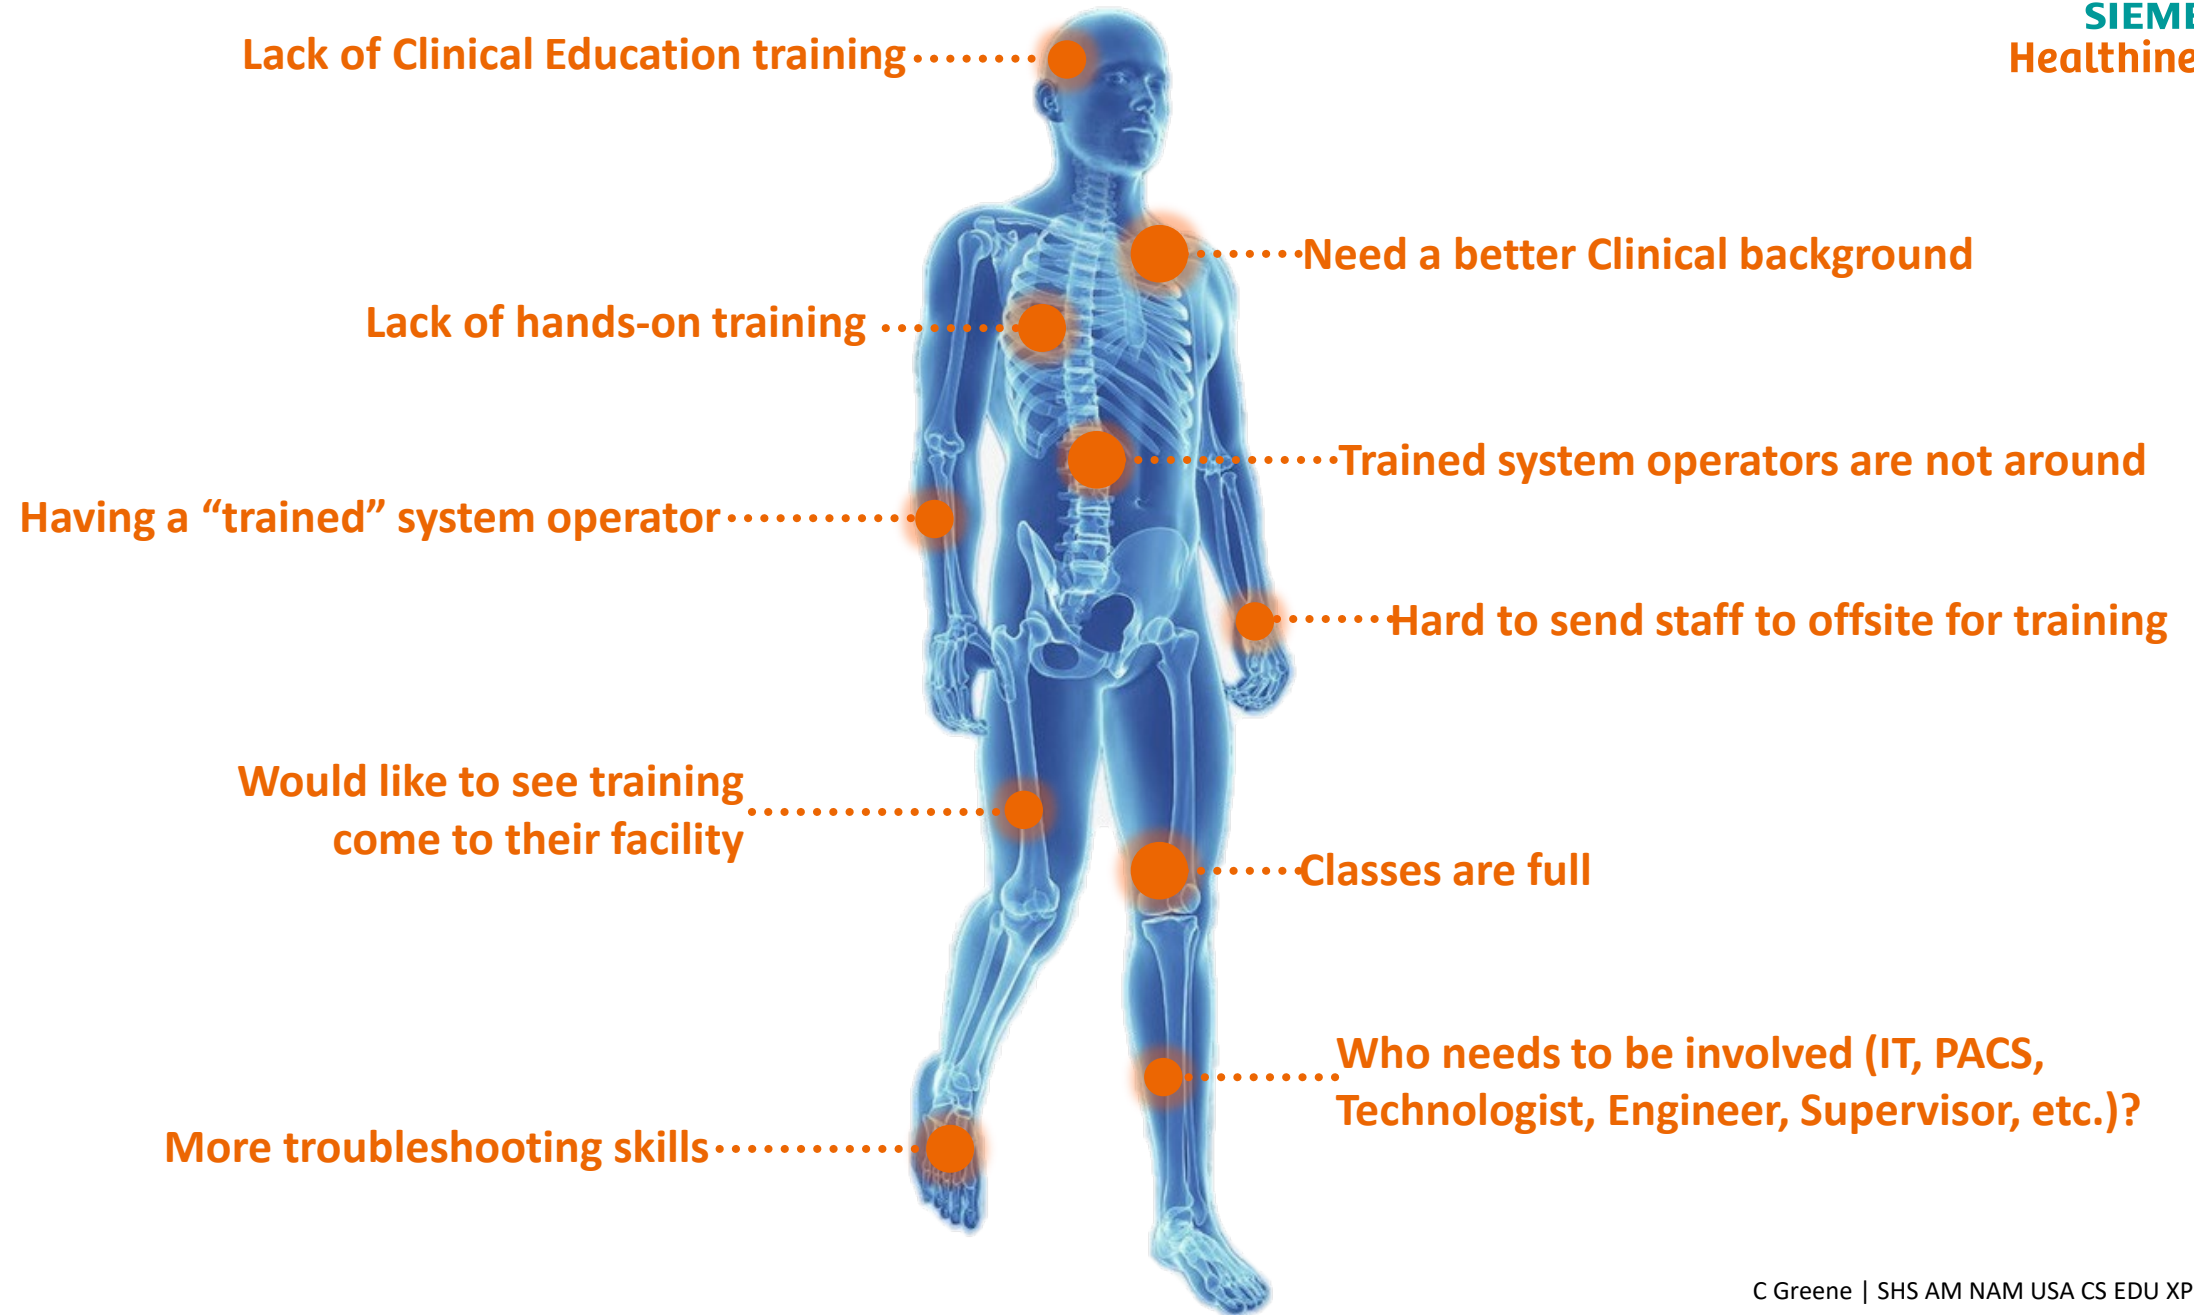 SIEME
Healthine
Lack of Clinical Education training
Need a better Clinical background
Lack of hands-on training
Trained system operators are not around
Having a “trained” system operator
Hard to send staff to offsite for training
Would like to see training
come to their facility
Classes are full
Who needs to be involved (IT, PACS,
Technologist, Engineer, Supervisor, etc.)?
More troubleshooting skills
C Greene | SHS AM NAM USA CS EDU XP